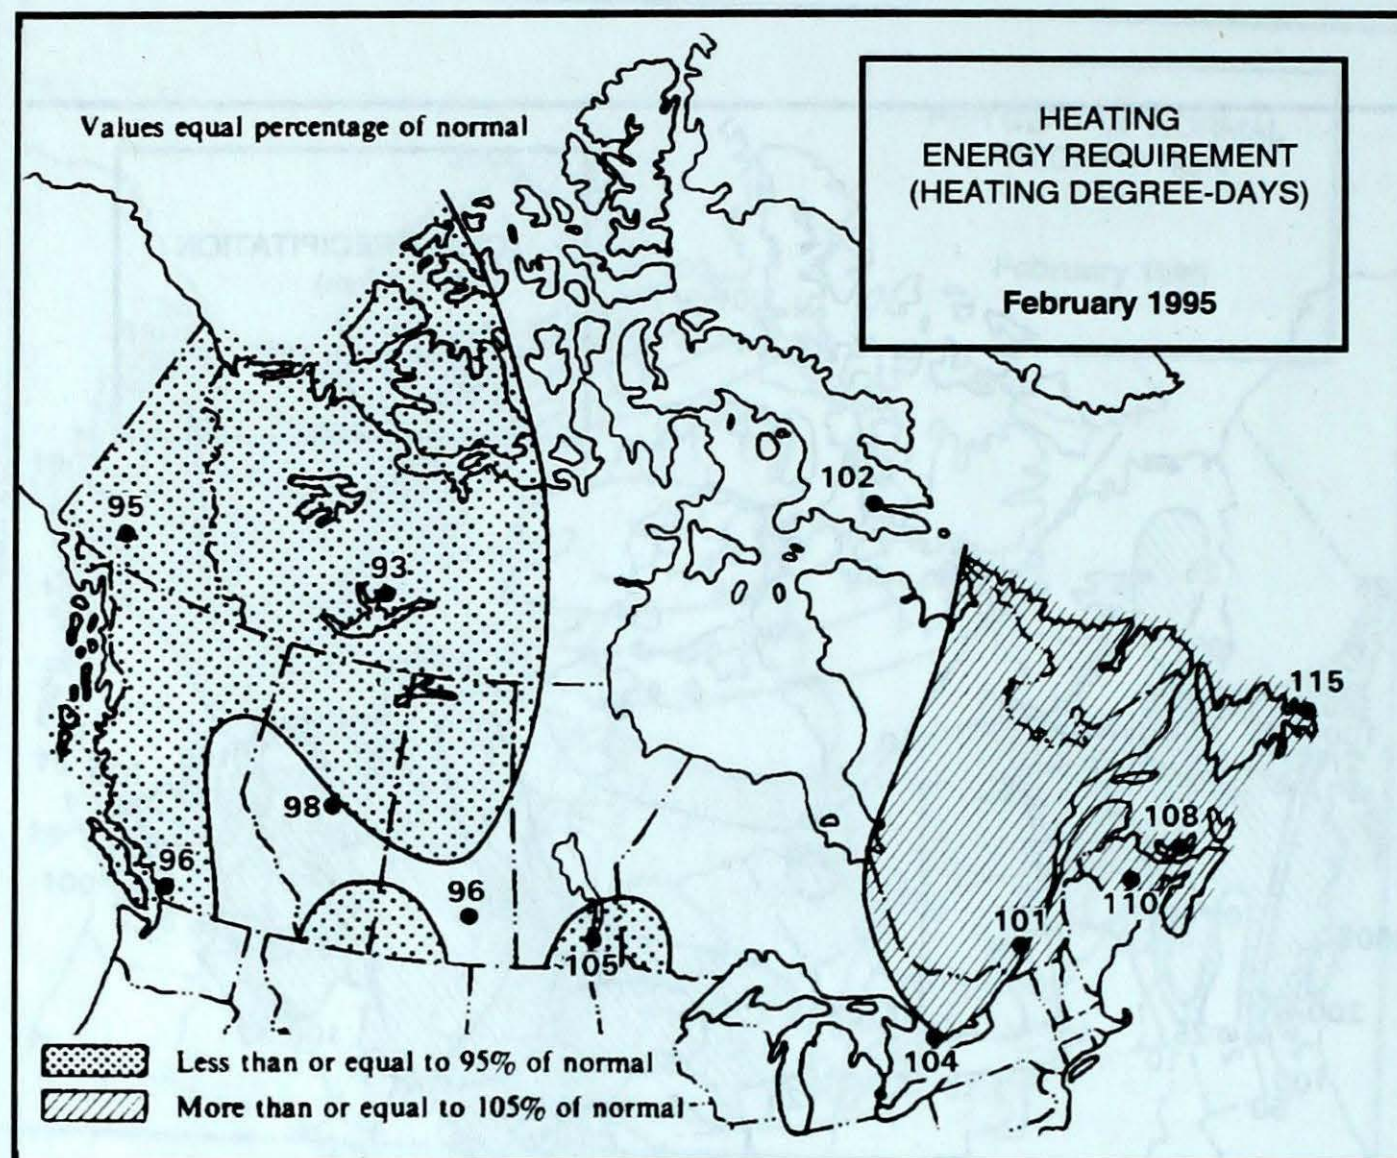 Values equal percentage of normal
HEATING
ENERGY REQUIREMENT
(HEATING DEGREE-DAYS)
February 1995
102
95
93
115
98
108
96
96
110
101
105
104
Less than or equal to 95% of normal
More than or equal to 105% of normal